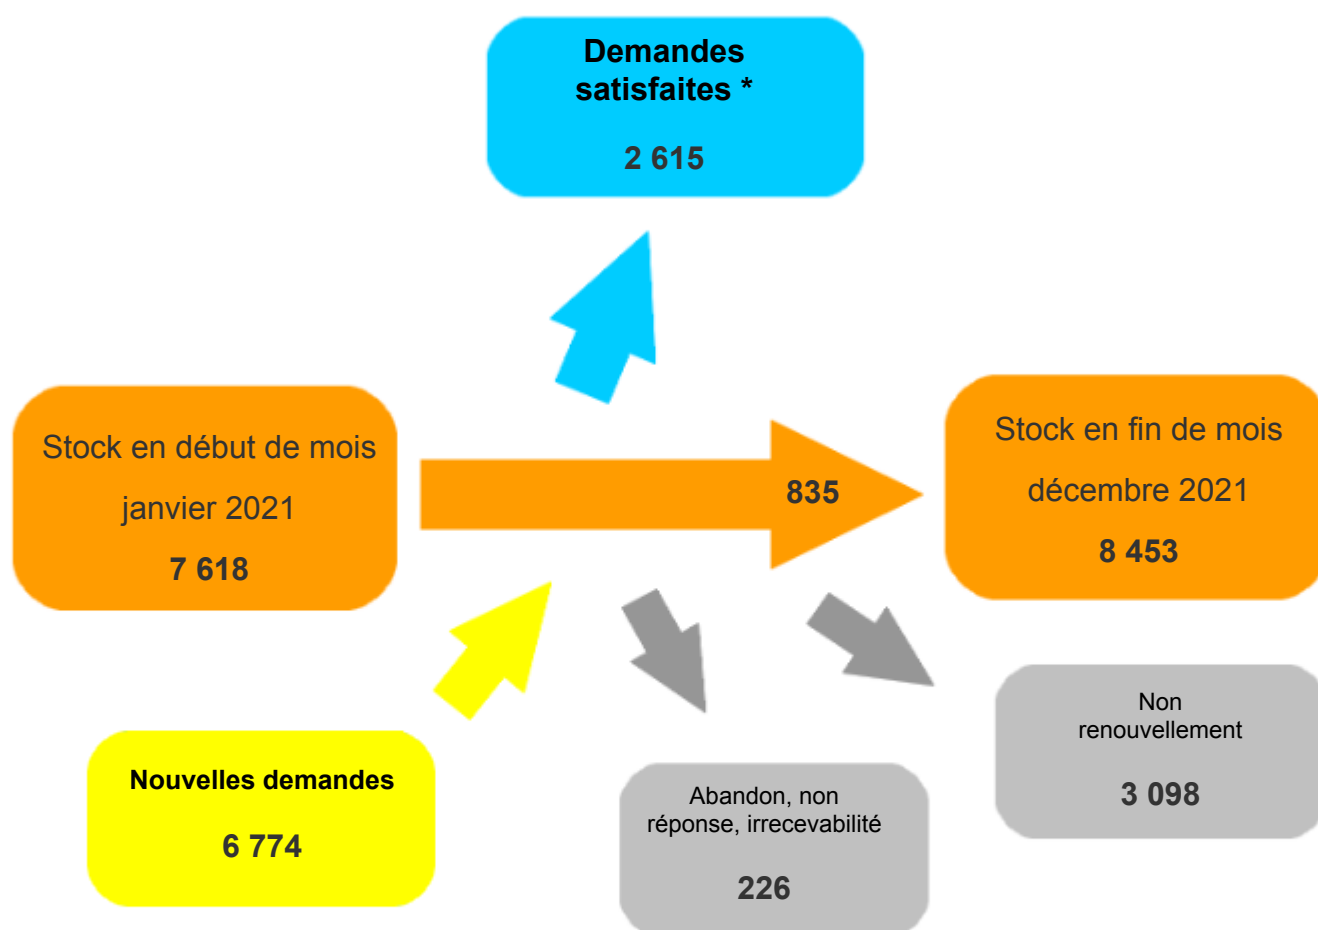 Demandes
satisfaites *
2 615
Stock en début de mois
janvier 2021
7 618
835
Stock en fin de mois
décembre 2021
8 453
Nouvelles demandes
6 774
Abandon, non
réponse, irrecevabilité
226
Non
renouvellement
3 098